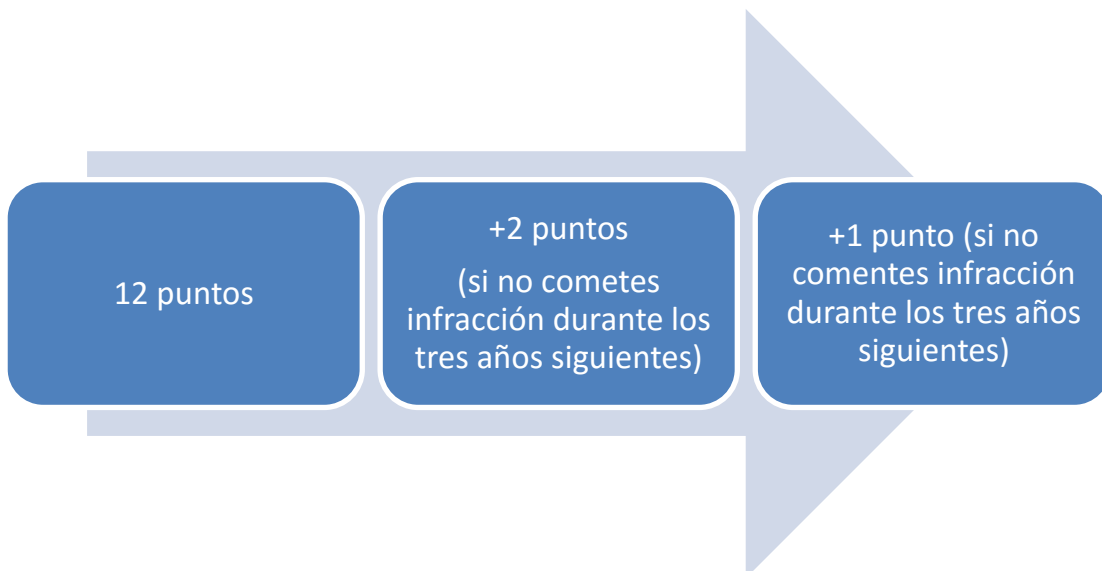 12 puntos
+2 puntos
(si no cometes
infracción durante los
tres años siguientes)
+1 punto (si no
comentes infracción
durante los tres años
siguientes)